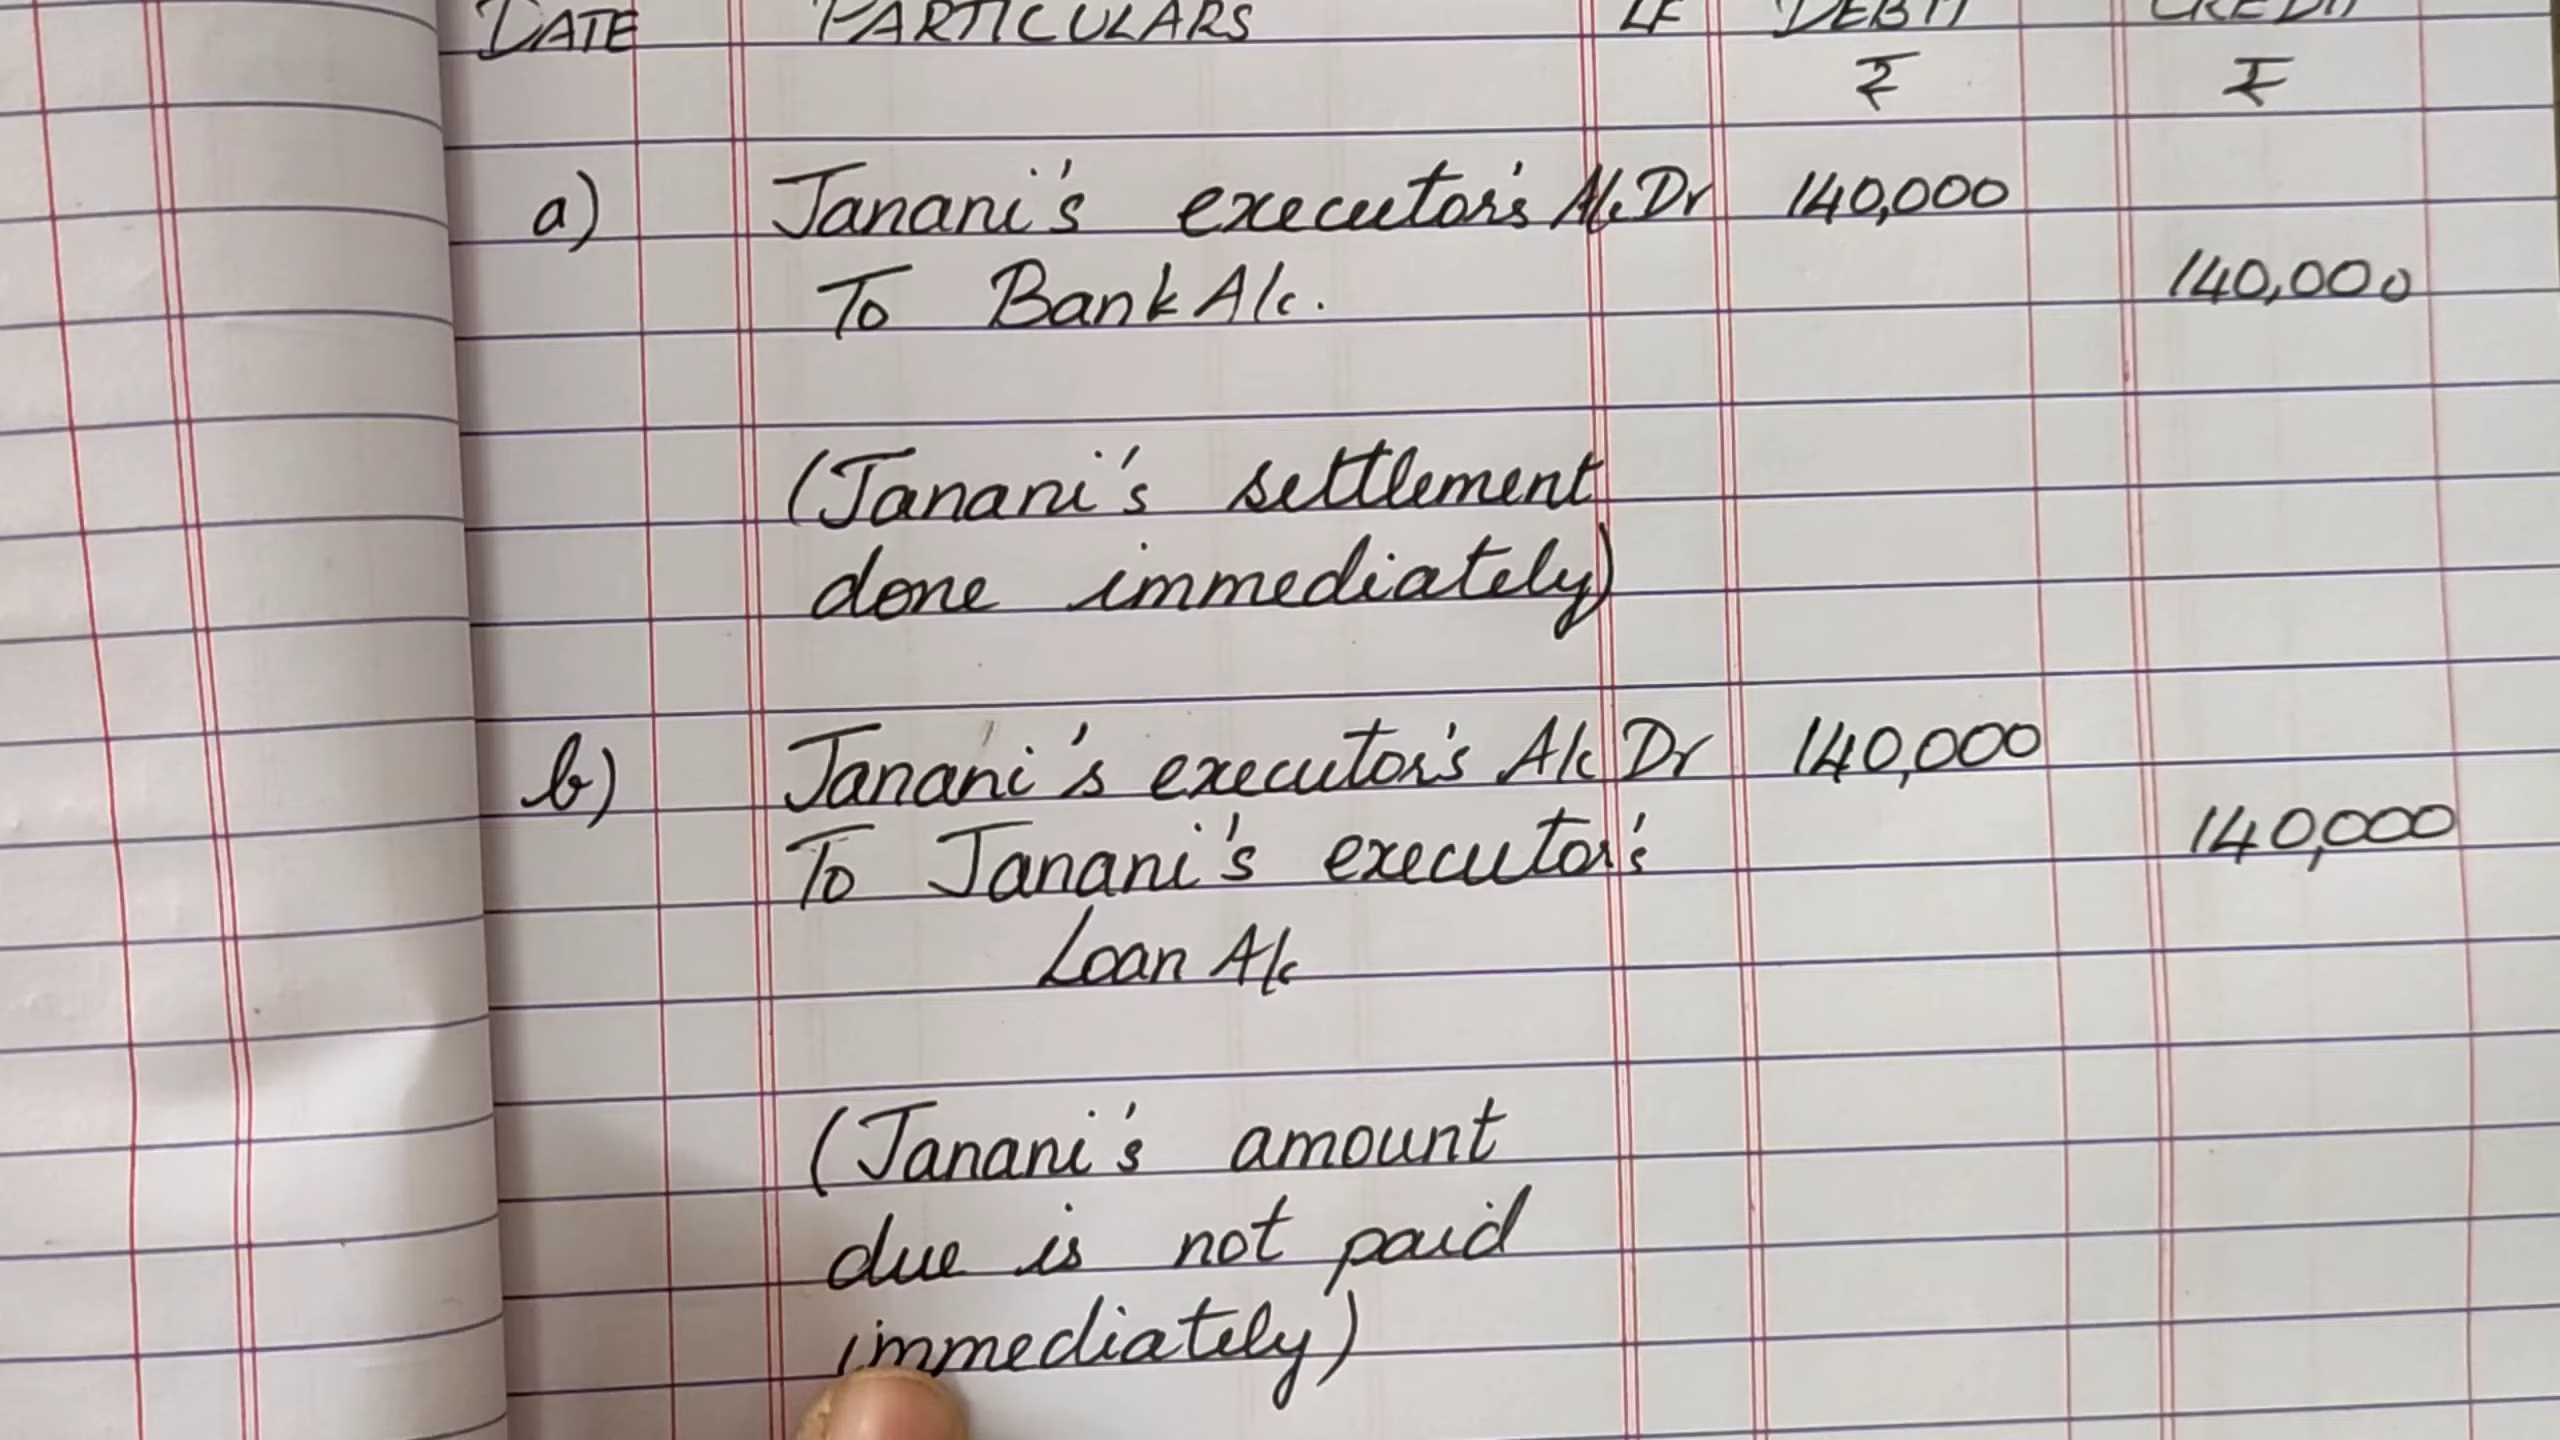 DATE PARTICULARS LF DEBIT CREDIT
₹ ₹
a) Janani's executor's A/c Dr 140,000
To Bank A/c. 140,000
(Janani's settlement
done immediately)
b) Janani's executor's A/c Dr 140,000
To Janani's executor's 140,000
Loan A/c
(Janani's amount
due is not paid
immediately)